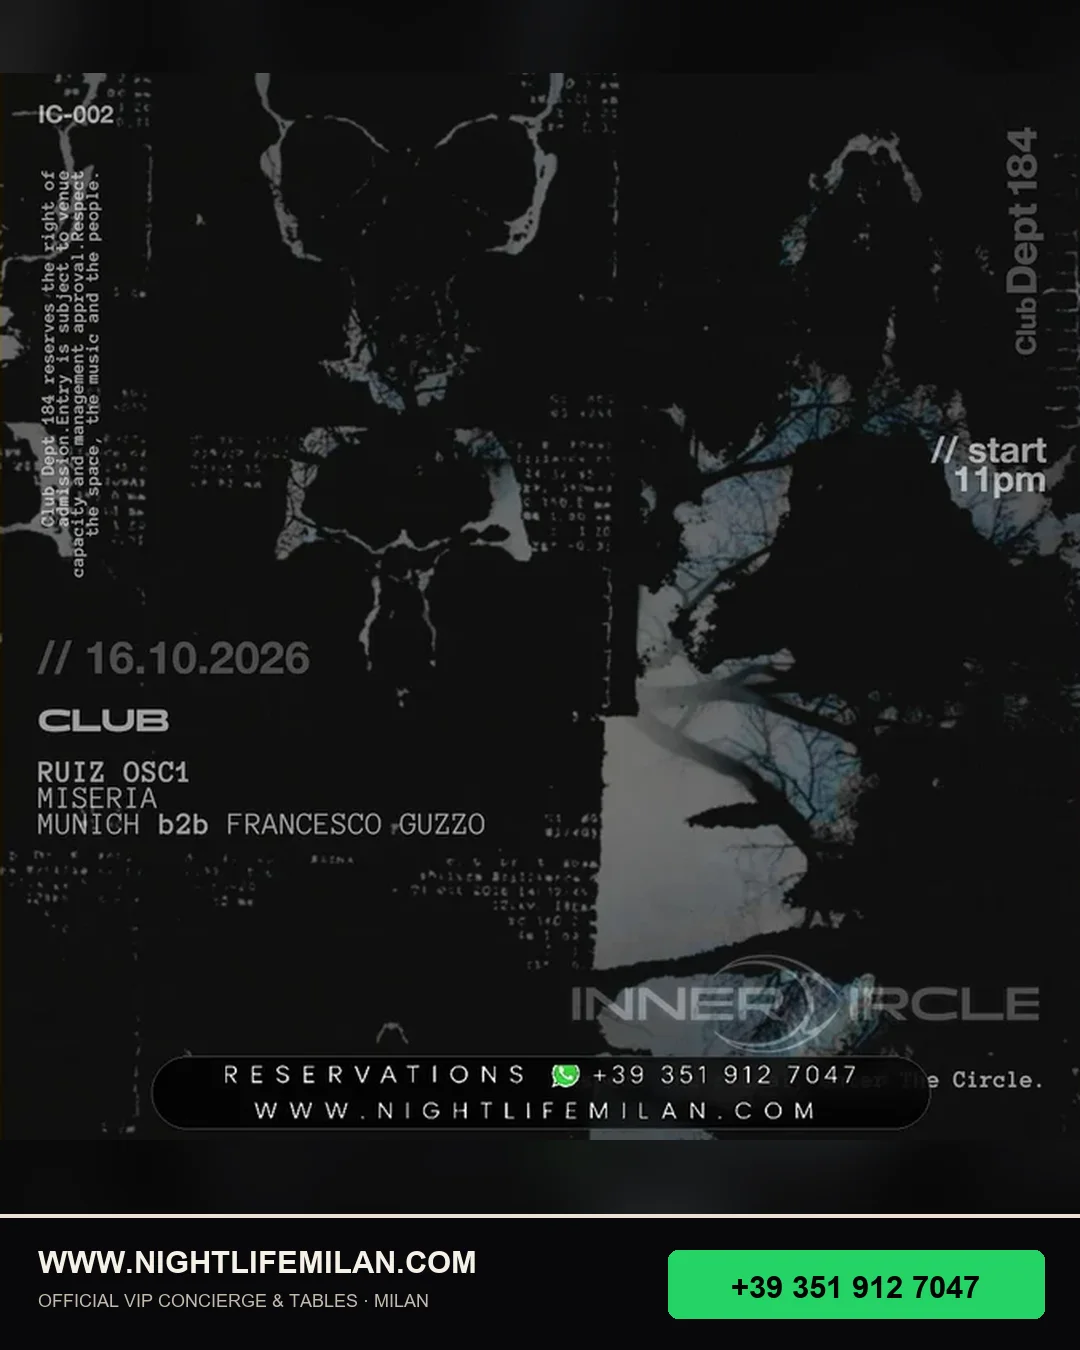 IC-002
Club Dept 184 reserves the right of
admission.Entry is subject to venue
capacity and management approval.Respect
the space, the music and the people.
Club Dept 184
// start
11pm
// 16.10.2026
CLUB
RUIZ OSC1
MISERIA
MUNICH b2b FRANCESCO GUZZO
INNER CIRCLE
The Circle.
RESERVATIONS +39 351 912 7047
WWW.NIGHTLIFEMILAN.COM
WWW.NIGHTLIFEMILAN.COM
OFFICIAL VIP CONCIERGE & TABLES · MILAN
+39 351 912 7047